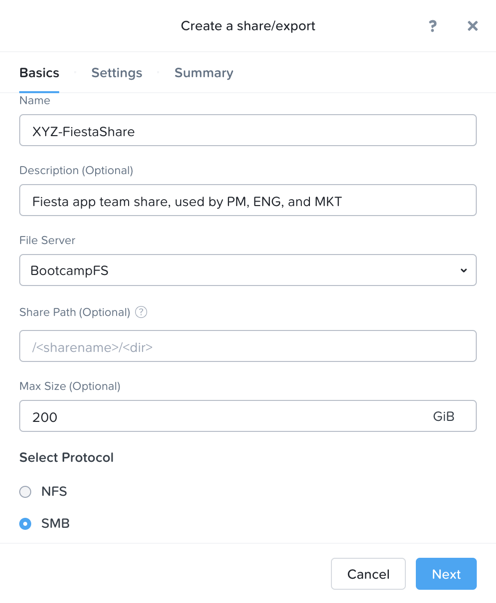 Create a share/export ? ×
Basics Settings Summary
Name
XYZ-FiestaShare
Description (Optional)
Fiesta app team share, used by PM, ENG, and MKT
File Server
BootcampFS
Share Path (Optional) ?
/<sharename>/<dir>
Max Size (Optional)
200 GiB
Select Protocol
NFS
SMB
Cancel Next